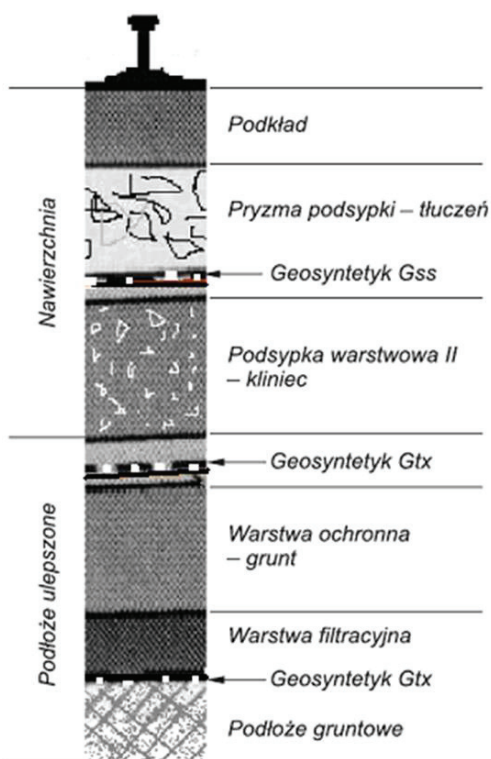 Podkład
Pryzma podsypki – tłuczeń
Geosyntetyk Gss
Nawierzchnia
Podsypka warstwowa II
– kliniec
Geosyntetyk Gtx
Warstwa ochronna
– grunt
Podłoże ulepszone
Warstwa filtracyjna
Geosyntetyk Gtx
Podłoże gruntowe